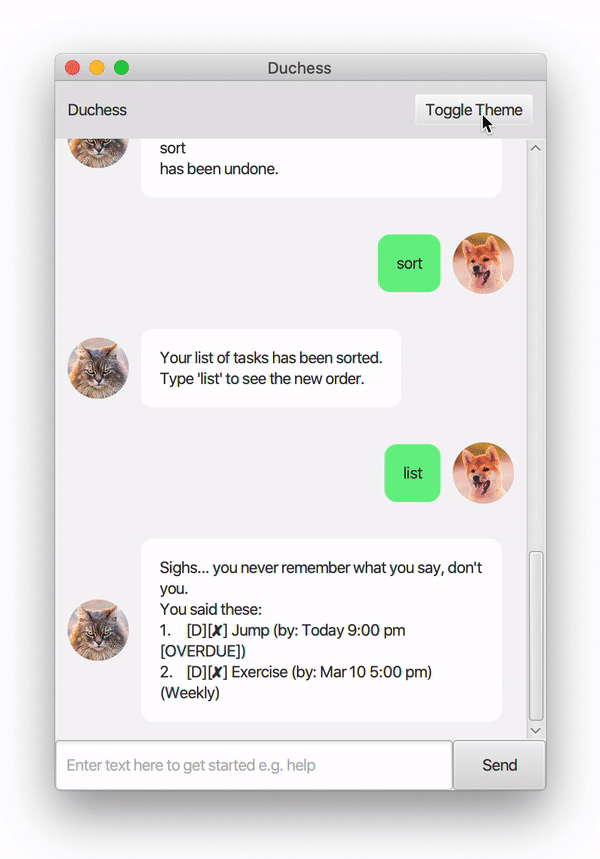 Duchess
Duchess
Toggle Theme
sort
has been undone.
sort
Your list of tasks has been sorted.
Type 'list' to see the new order.
list
Sighs... you never remember what you say, don't
you.
You said these:
1. [D][✘] Jump (by: Today 9:00 pm
[OVERDUE])
2. [D][✘] Exercise (by: Mar 10 5:00 pm)
(Weekly)
Enter text here to get started e.g. help
Send